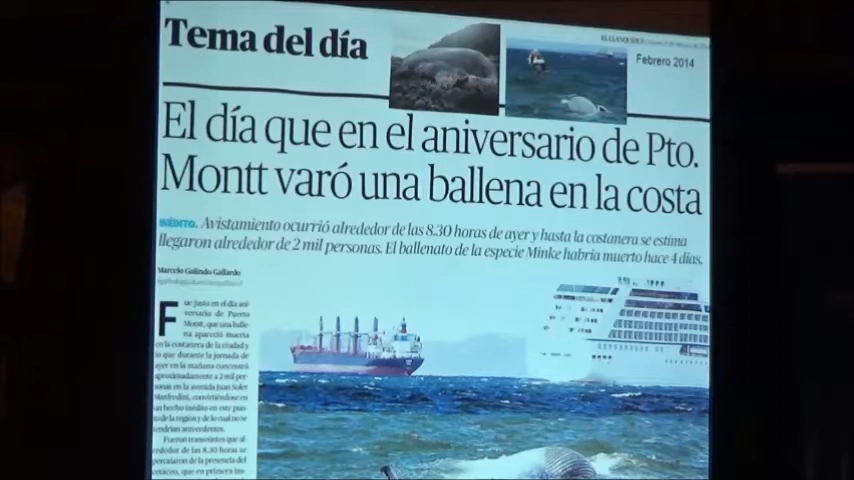 Tema del día
Febrero 2014
El día que en el aniversario de Pto.
Montt varó una ballena en la costa
INÉDITO. Avistamiento ocurrió alrededor de las 8.30 horas de ayer y hasta la costanera se estima
llegaron alrededor de 2 mil personas. El ballenato de la especie Minke habría muerto hace 4 días.
Marcelo Galindo Gallardo
Fue justo en el día ani-
versario de Puerto
Montt, que una balle-
na apareció muerta
en la costanera de la ciudad y
lo que durante la jornada de
ayer en la mañana concentró
aproximadamente a 2 mil per-
sonas en la avenida Juan Soler
Manfredini, convirtiéndose en
un hecho inédito en este pun-
to de la región y de lo cual no se
tendrían antecedentes.
Fueron transeúntes que al-
rededor de las 8.30 horas se
percataron de la presencia del
cetáceo, que en primera ins-